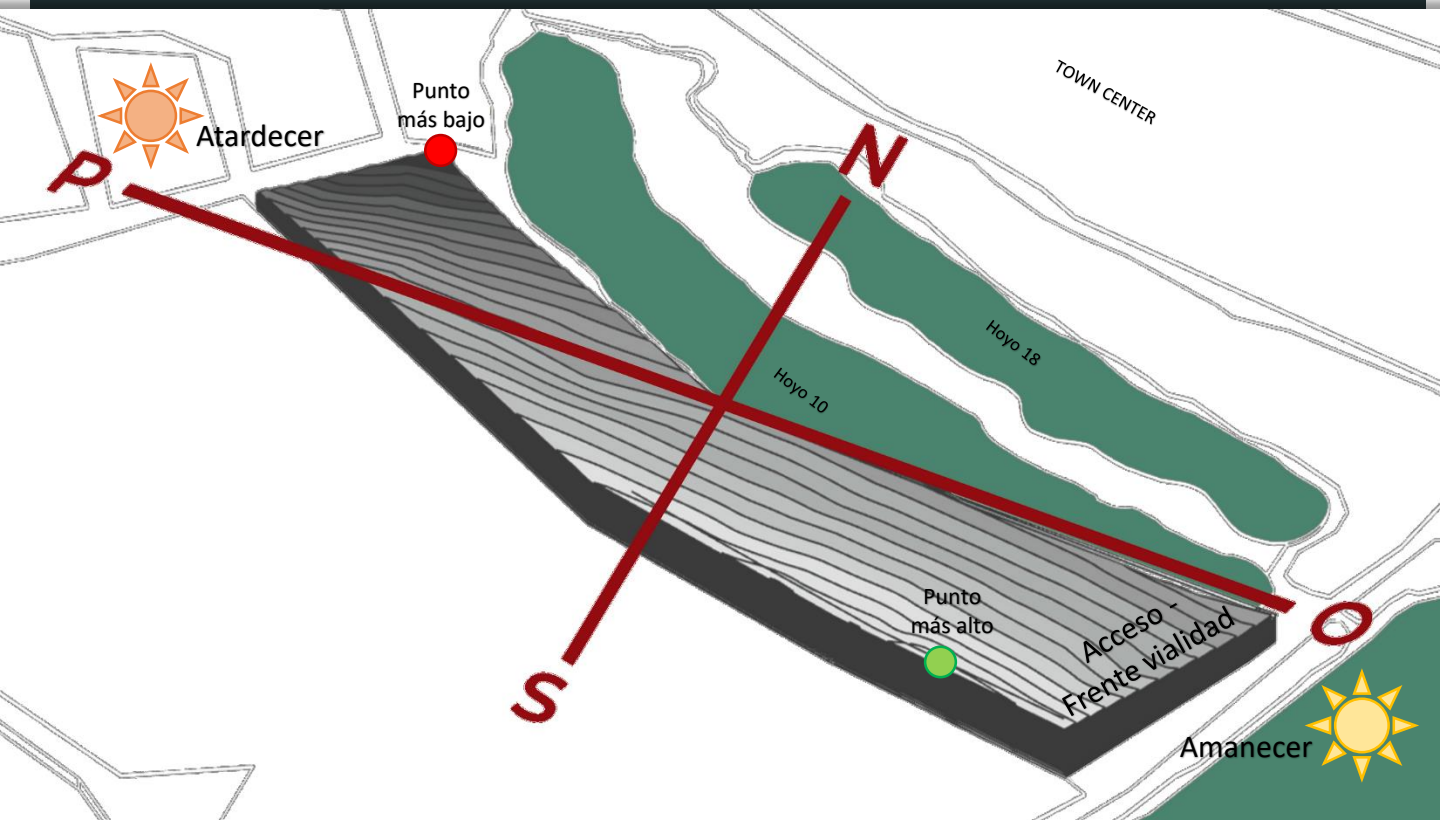 TOWN CENTER
Punto
más bajo
Atardecer
P
N
Hoyo 18
Hoyo 10
Punto
más alto
Acceso -
Frente vialidad
O
S
Amanecer